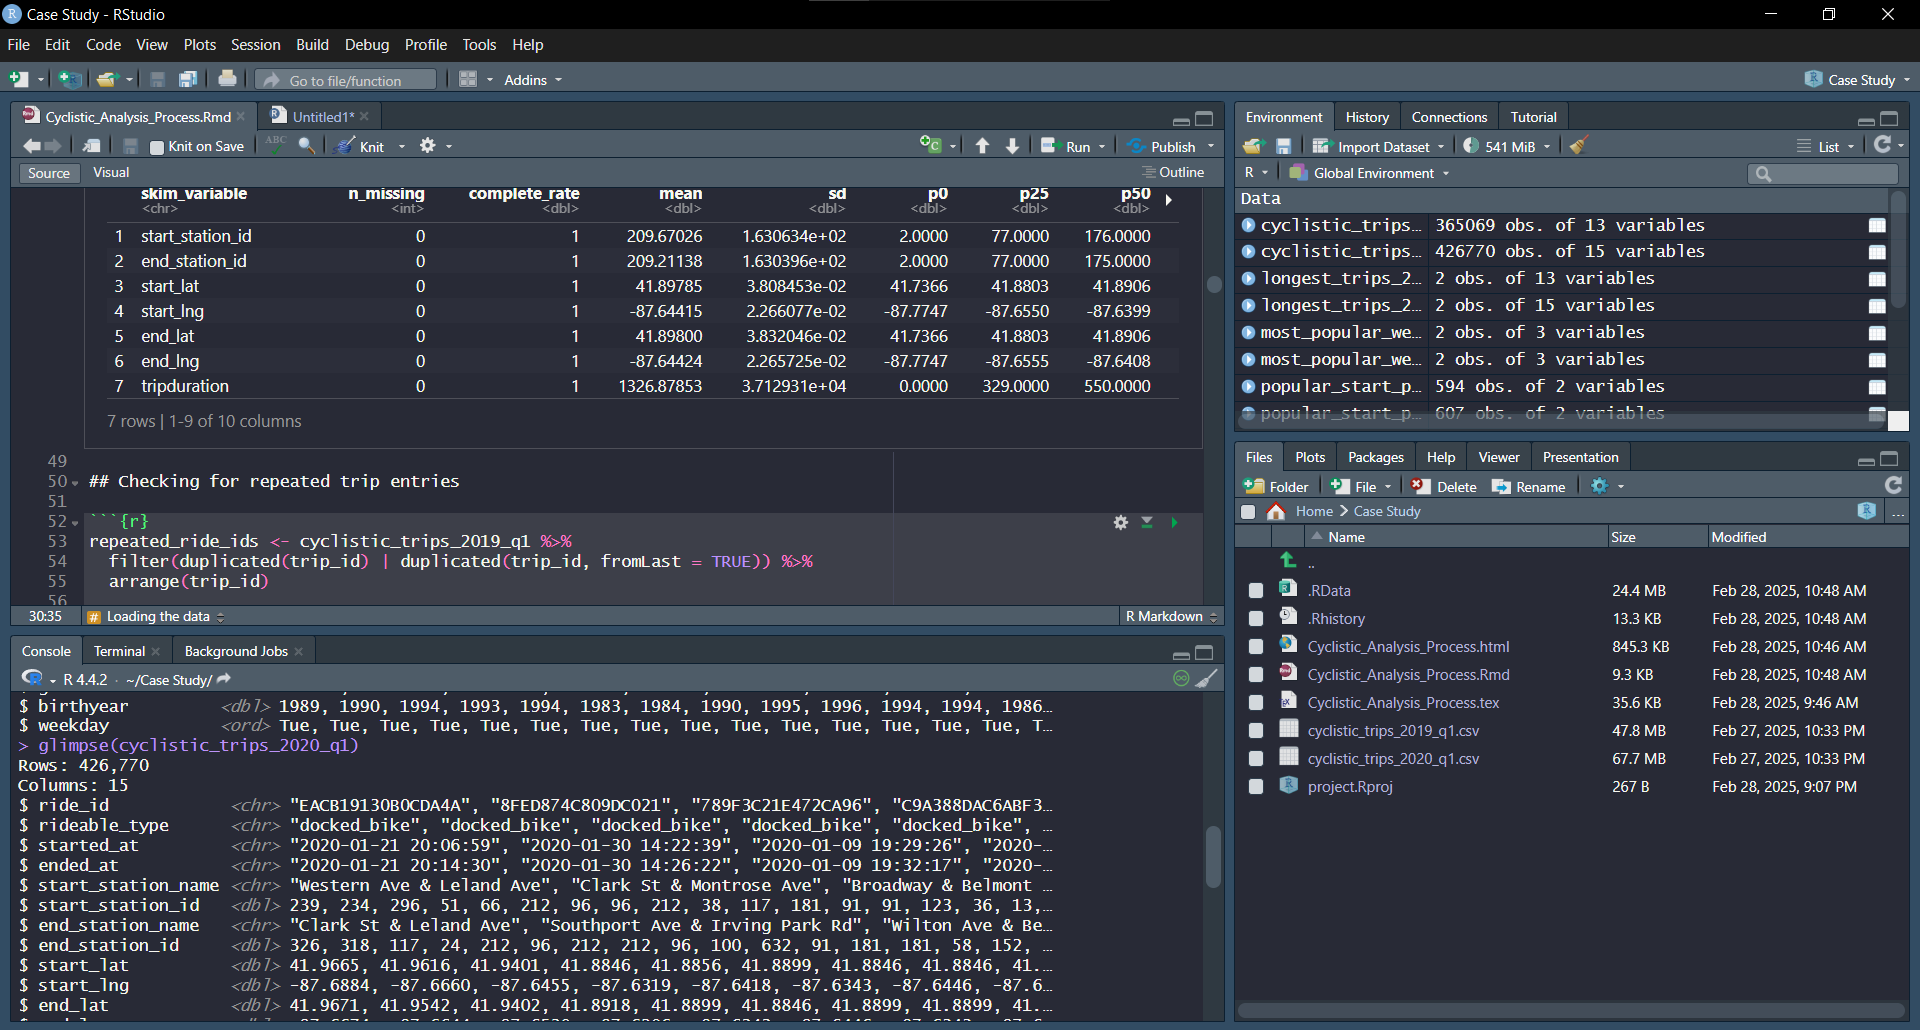 Case Study - RStudio
File Edit Code View Plots Session Build Debug Profile Tools Help
Go to file/function Addins Case Study
Cyclistic_Analysis_Process.Rmd Untitled1*
Knit on Save ABC Knit Run Publish
Source Visual Outline
skim_variable n_missing complete_rate mean sd p0 p25 p50
<chr> <int> <dbl> <dbl> <dbl> <dbl> <dbl> <dbl>
1 start_station_id 0 1 209.67026 1.630634e+02 2.0000 77.0000 176.0000
2 end_station_id 0 1 209.21138 1.630396e+02 2.0000 77.0000 175.0000
3 start_lat 0 1 41.89785 3.808453e-02 41.7366 41.8803 41.8906
4 start_lng 0 1 -87.64415 2.266077e-02 -87.7747 -87.6550 -87.6399
5 end_lat 0 1 41.89800 3.832046e-02 41.7366 41.8803 41.8906
6 end_lng 0 1 -87.64424 2.265725e-02 -87.7747 -87.6555 -87.6408
7 tripduration 0 1 1326.87853 3.712931e+04 0.0000 329.0000 550.0000
7 rows | 1-9 of 10 columns
49
50 ## Checking for repeated trip entries
51
52 ```{r}
53 repeated_ride_ids <- cyclistic_trips_2019_q1 %>%
54 filter(duplicated(trip_id) | duplicated(trip_id, fromLast = TRUE)) %>%
55 arrange(trip_id)
56
30:35 # Loading the data R Markdown
Console Terminal Background Jobs
R 4.4.2 · ~/Case Study/
$ birthyear <dbl> 1989, 1990, 1994, 1993, 1994, 1983, 1984, 1990, 1995, 1996, 1994, 1994, 1986…
$ weekday <ord> Tue, Tue, Tue, Tue, Tue, Tue, Tue, Tue, Tue, Tue, Tue, Tue, Tue, Tue, Tue, T…
> glimpse(cyclistic_trips_2020_q1)
Rows: 426,770
Columns: 15
$ ride_id <chr> "EACB19130B0CDA4A", "8FED874C809DC021", "789F3C21E472CA96", "C9A388DAC6ABF3…
$ rideable_type <chr> "docked_bike", "docked_bike", "docked_bike", "docked_bike", "docked_bike", …
$ started_at <chr> "2020-01-21 20:06:59", "2020-01-30 14:22:39", "2020-01-09 19:29:26", "2020-…
$ ended_at <chr> "2020-01-21 20:14:30", "2020-01-30 14:26:22", "2020-01-09 19:32:17", "2020-…
$ start_station_name <chr> "Western Ave & Leland Ave", "Clark St & Montrose Ave", "Broadway & Belmont …
$ start_station_id <dbl> 239, 234, 296, 51, 66, 212, 96, 96, 212, 38, 117, 181, 91, 91, 123, 36, 13,…
$ end_station_name <chr> "Clark St & Leland Ave", "Southport Ave & Irving Park Rd", "Wilton Ave & Be…
$ end_station_id <dbl> 326, 318, 117, 24, 212, 96, 212, 212, 96, 100, 632, 91, 181, 181, 58, 152, …
$ start_lat <dbl> 41.9665, 41.9616, 41.9401, 41.8846, 41.8856, 41.8899, 41.8846, 41.8846, 41.…
$ start_lng <dbl> -87.6884, -87.6660, -87.6455, -87.6319, -87.6418, -87.6343, -87.6446, -87.6…
$ end_lat <dbl> 41.9671, 41.9542, 41.9402, 41.8918, 41.8899, 41.8846, 41.8899, 41.8899, 41.…
Environment History Connections Tutorial
Import Dataset 541 MiB List
R Global Environment
Data
cyclistic_trips… 365069 obs. of 13 variables
cyclistic_trips… 426770 obs. of 15 variables
longest_trips_2… 2 obs. of 13 variables
longest_trips_2… 2 obs. of 15 variables
most_popular_we… 2 obs. of 3 variables
most_popular_we… 2 obs. of 3 variables
popular_start_p… 594 obs. of 2 variables
popular_start_p… 607 obs. of 2 variables
Files Plots Packages Help Viewer Presentation
Folder File Delete Rename
Home Case Study ...
Name Size Modified
..
.RData 24.4 MB Feb 28, 2025, 10:48 AM
.Rhistory 13.3 KB Feb 28, 2025, 10:48 AM
Cyclistic_Analysis_Process.html 845.3 KB Feb 28, 2025, 10:46 AM
Cyclistic_Analysis_Process.Rmd 9.3 KB Feb 28, 2025, 10:48 AM
Cyclistic_Analysis_Process.tex 35.6 KB Feb 28, 2025, 9:46 AM
cyclistic_trips_2019_q1.csv 47.8 MB Feb 27, 2025, 10:33 PM
cyclistic_trips_2020_q1.csv 67.7 MB Feb 27, 2025, 10:33 PM
project.Rproj 267 B Feb 28, 2025, 9:07 PM